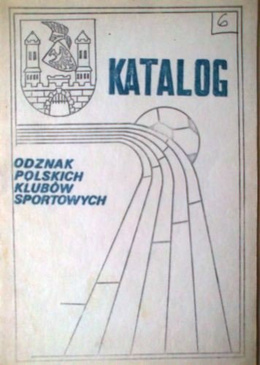 6
KATALOG
ODZNAK
POLSKICH
KLUBÓW
SPORTOWYCH